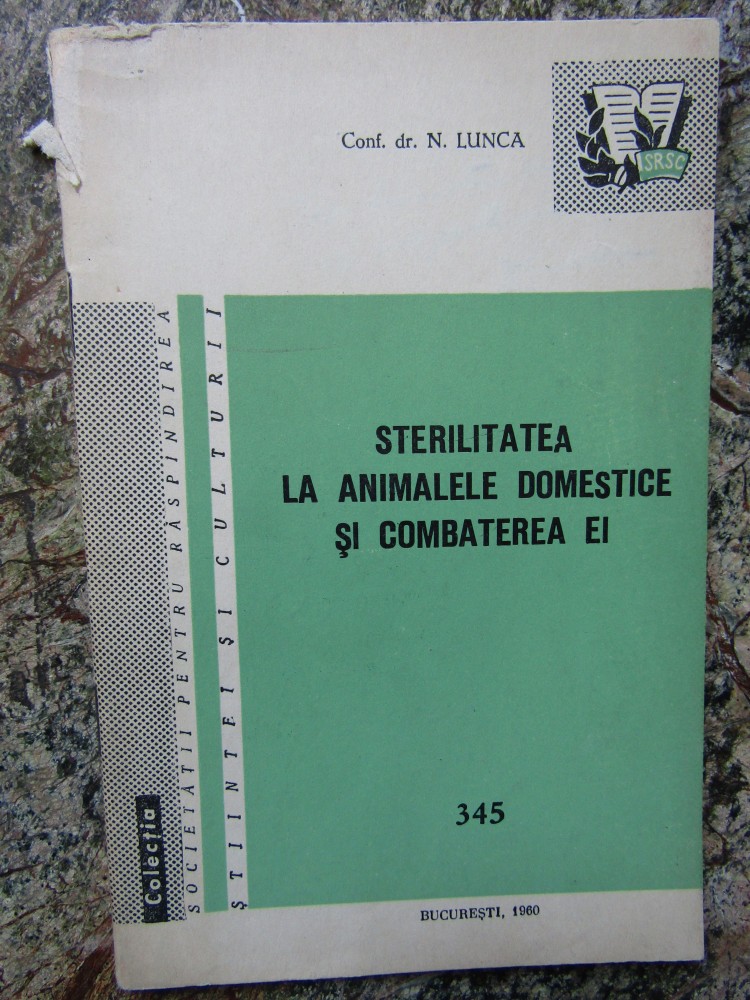 Conf. dr. N. LUNCA
SRSC
STERILITATEA
LA ANIMALELE DOMESTICE
ȘI COMBATEREA EI
345
Colecția
SOCIETĂȚII PENTRU RĂSPÎNDIREA
ȘTIINȚEI ȘI CULTURII
BUCUREȘTI, 1960